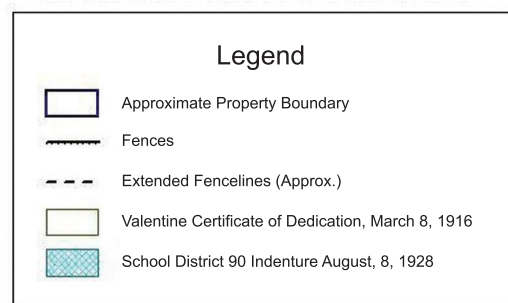 Legend
Approximate Property Boundary
Fences
Extended Fencelines (Approx.)
Valentine Certificate of Dedication, March 8, 1916
School District 90 Indenture August, 8, 1928